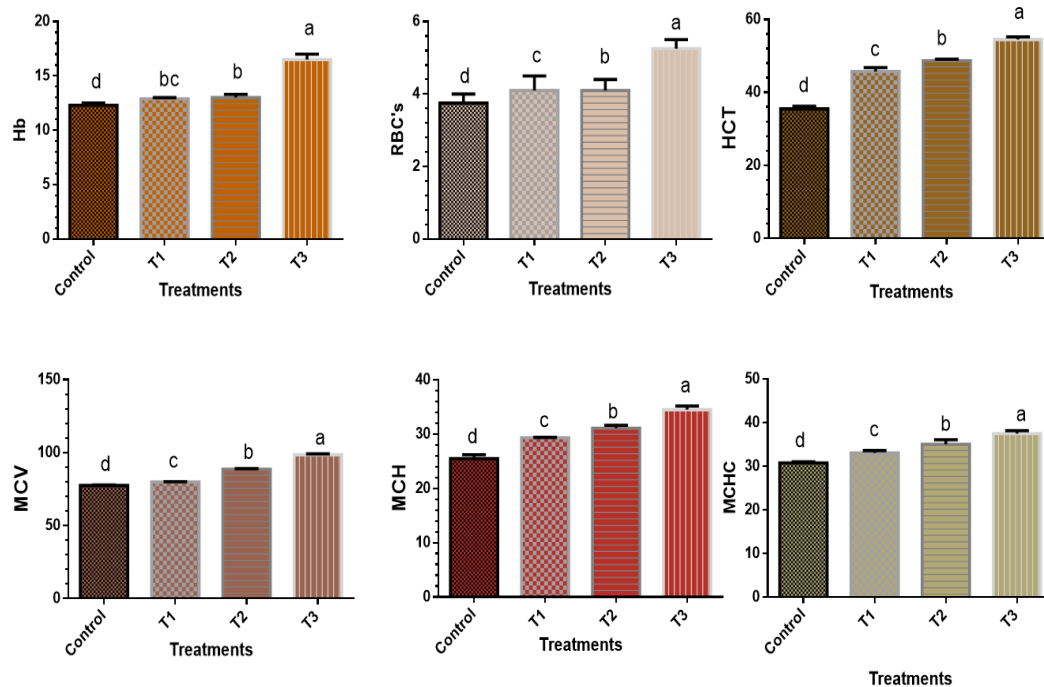 Hb
20
15
10
5
0
d
bc
b
a
Control
T1
T2
T3
Treatments
RBC's
6
4
2
0
d
c
b
a
Control
T1
T2
T3
Treatments
HCT
60
40
20
0
d
c
b
a
Control
T1
T2
T3
Treatments
MCV
150
100
50
0
d
c
b
a
Control
T1
T2
T3
Treatments
MCH
40
30
20
10
0
d
c
b
a
Control
T1
T2
T3
Treatments
MCHC
50
40
30
20
10
0
d
c
b
a
Control
T1
T2
T3
Treatments